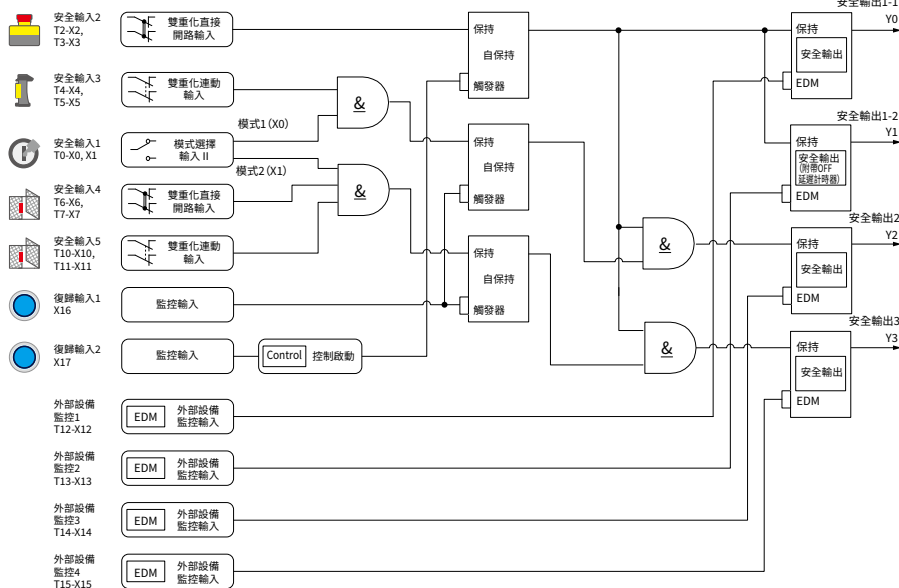 安全輸入2
T2-X2,
T3-X3
雙重化直接
開路輸入
安全輸入3
T4-X4,
T5-X5
雙重化連動
輸入
安全輸入1
T0-X0, X1
模式選擇
輸入 II
模式1 (X0)
模式2 (X1)
安全輸入4
T6-X6,
T7-X7
雙重化直接
開路輸入
安全輸入5
T10-X10,
T11-X11
雙重化連動
輸入
復歸輸入1
X16
監控輸入
復歸輸入2
X17
監控輸入
Control 控制啟動
外部設備
監控1
T12-X12
EDM
外部設備
監控輸入
外部設備
監控2
T13-X13
EDM
外部設備
監控輸入
外部設備
監控3
T14-X14
EDM
外部設備
監控輸入
外部設備
監控4
T15-X15
EDM
外部設備
監控輸入
&
&
保持
自保持
觸發器
保持
自保持
觸發器
保持
自保持
觸發器
&
&
安全輸出1-1
Y0
保持
安全輸出
EDM
安全輸出1-2
Y1
保持
安全輸出
(附帶OFF
延遲計時器)
EDM
安全輸出2
Y2
保持
安全輸出
EDM
安全輸出3
Y3
保持
安全輸出
EDM